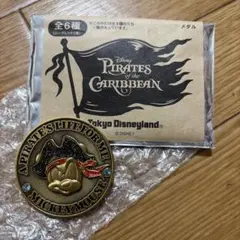 全6種
メダル
Disney
PIRATES
of the
CARIBBEAN
Tokyo Disneyland®
© DISNEY
A PIRATE'S LIFE FOR ME
MICKEY MOUSE